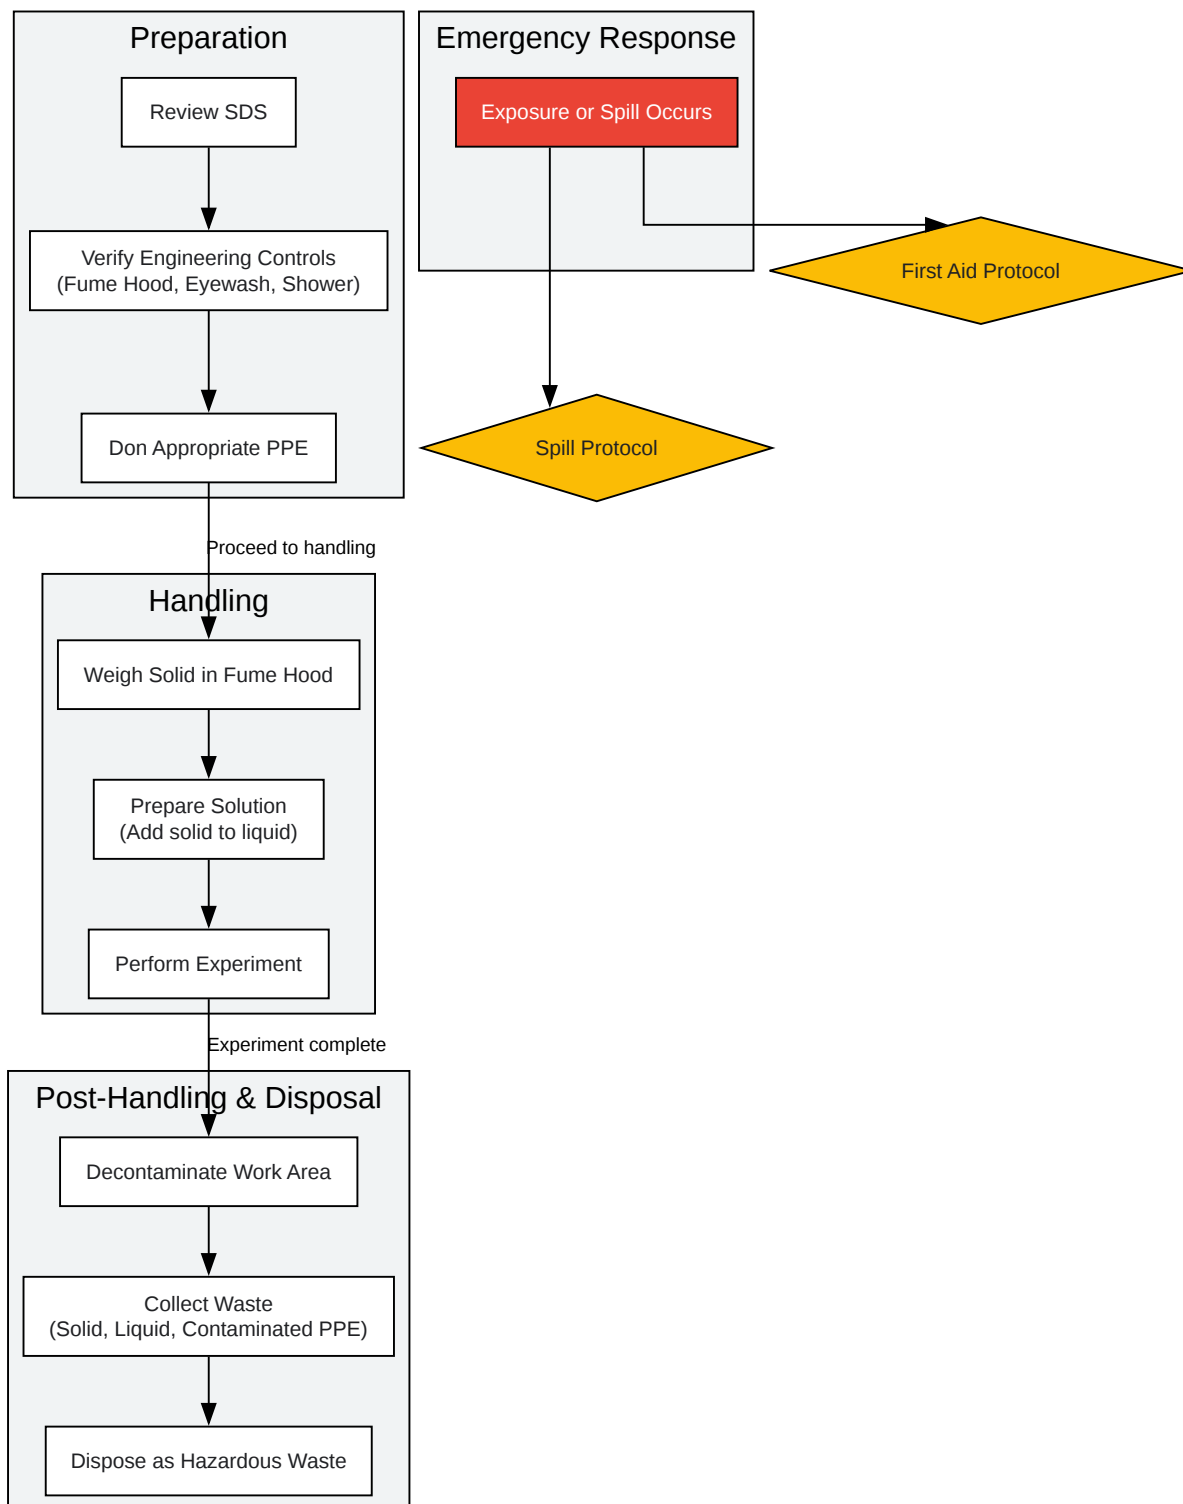 Preparation
Review SDS
Verify Engineering Controls
(Fume Hood, Eyewash, Shower)
Don Appropriate PPE
Proceed to handling
Handling
Weigh Solid in Fume Hood
Prepare Solution
(Add solid to liquid)
Perform Experiment
Experiment complete
Post-Handling & Disposal
Decontaminate Work Area
Collect Waste
(Solid, Liquid, Contaminated PPE)
Dispose as Hazardous Waste
Emergency Response
Exposure or Spill Occurs
First Aid Protocol
Spill Protocol